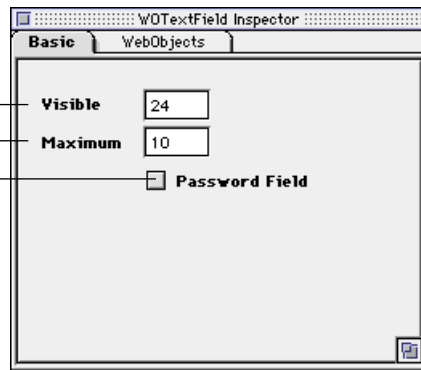 WOTextField Inspector
Basic WebObjects
Visible 24
Maximum 10
Password Field